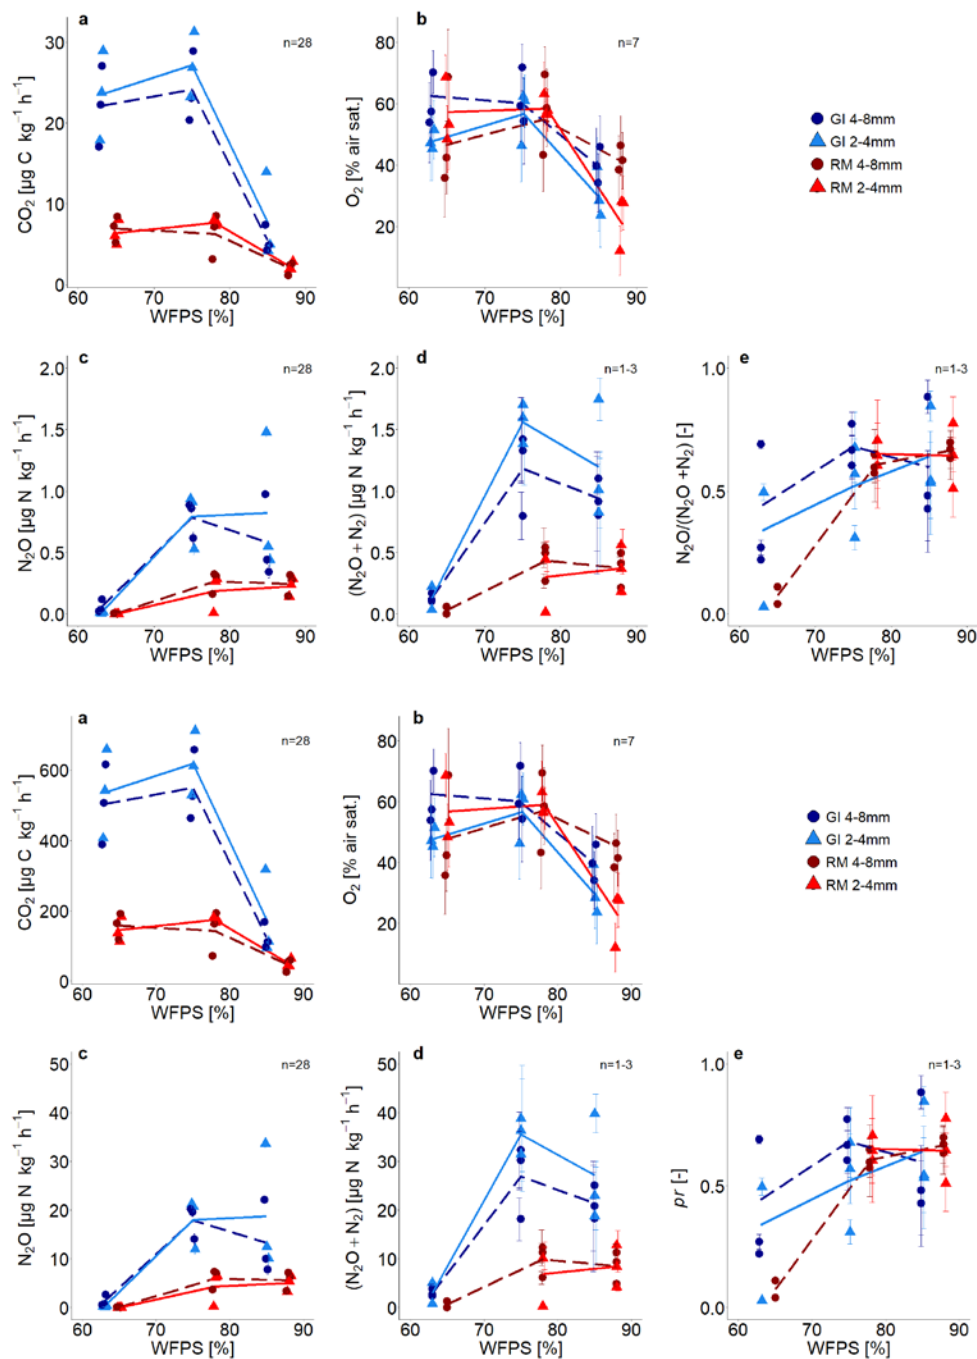 a
n=28
CO₂ [µg C kg⁻¹ h⁻¹]
30
20
10
0
60 70 80 90
WFPS [%]
b
n=7
O₂ [% air sat.]
80
60
40
20
60 70 80 90
WFPS [%]
GI 4-8mm
GI 2-4mm
RM 4-8mm
RM 2-4mm
c
n=28
N₂O [µg N kg⁻¹ h⁻¹]
2.0
1.5
1.0
0.5
0.0
60 70 80 90
WFPS [%]
d
n=1-3
(N₂O + N₂) [µg N kg⁻¹ h⁻¹]
2.0
1.5
1.0
0.5
0.0
60 70 80 90
WFPS [%]
e
n=1-3
N₂O/(N₂O +N₂) [-]
1.0
0.5
0.0
60 70 80 90
WFPS [%]
a
n=28
CO₂ [µg C kg⁻¹ h⁻¹]
600
400
200
0
60 70 80 90
WFPS [%]
b
n=7
O₂ [% air sat.]
80
60
40
20
60 70 80 90
WFPS [%]
GI 4-8mm
GI 2-4mm
RM 4-8mm
RM 2-4mm
c
n=28
N₂O [µg N kg⁻¹ h⁻¹]
50
40
30
20
10
0
60 70 80 90
WFPS [%]
d
n=1-3
(N₂O + N₂) [µg N kg⁻¹ h⁻¹]
50
40
30
20
10
0
60 70 80 90
WFPS [%]
e
n=1-3
pr [-]
1.0
0.5
0.0
60 70 80 90
WFPS [%]